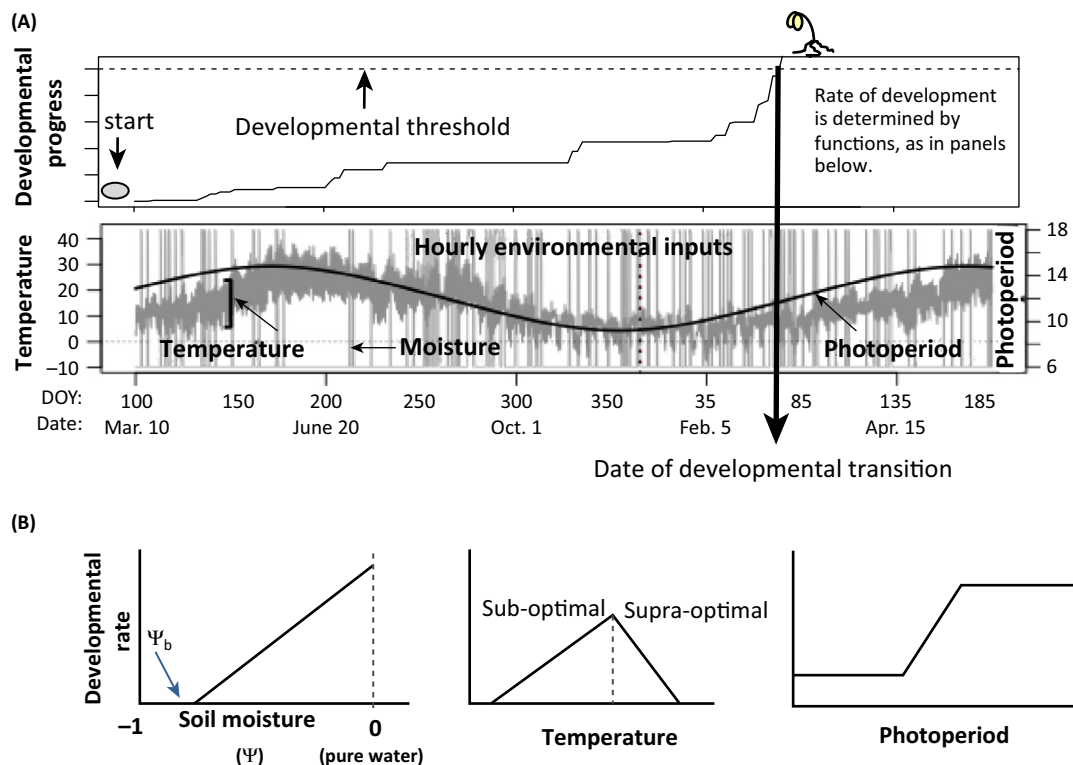 (A)
Developmental
progress
start
Developmental threshold
Rate of development
is determined by
functions, as in panels
below.
Temperature
40
30
20
10
0
–10
Hourly environmental inputs
Temperature
Moisture
Photoperiod
Photoperiod
18
14
10
6
DOY: 100 150 200 250 300 350 35 85 135 185
Date: Mar. 10 June 20 Oct. 1 Feb. 5 Apr. 15
Date of developmental transition
(B)
Developmental
rate
Ψb
–1
Soil moisture
(Ψ)
0
(pure water)
Sub-optimal
Supra-optimal
Temperature
Photoperiod